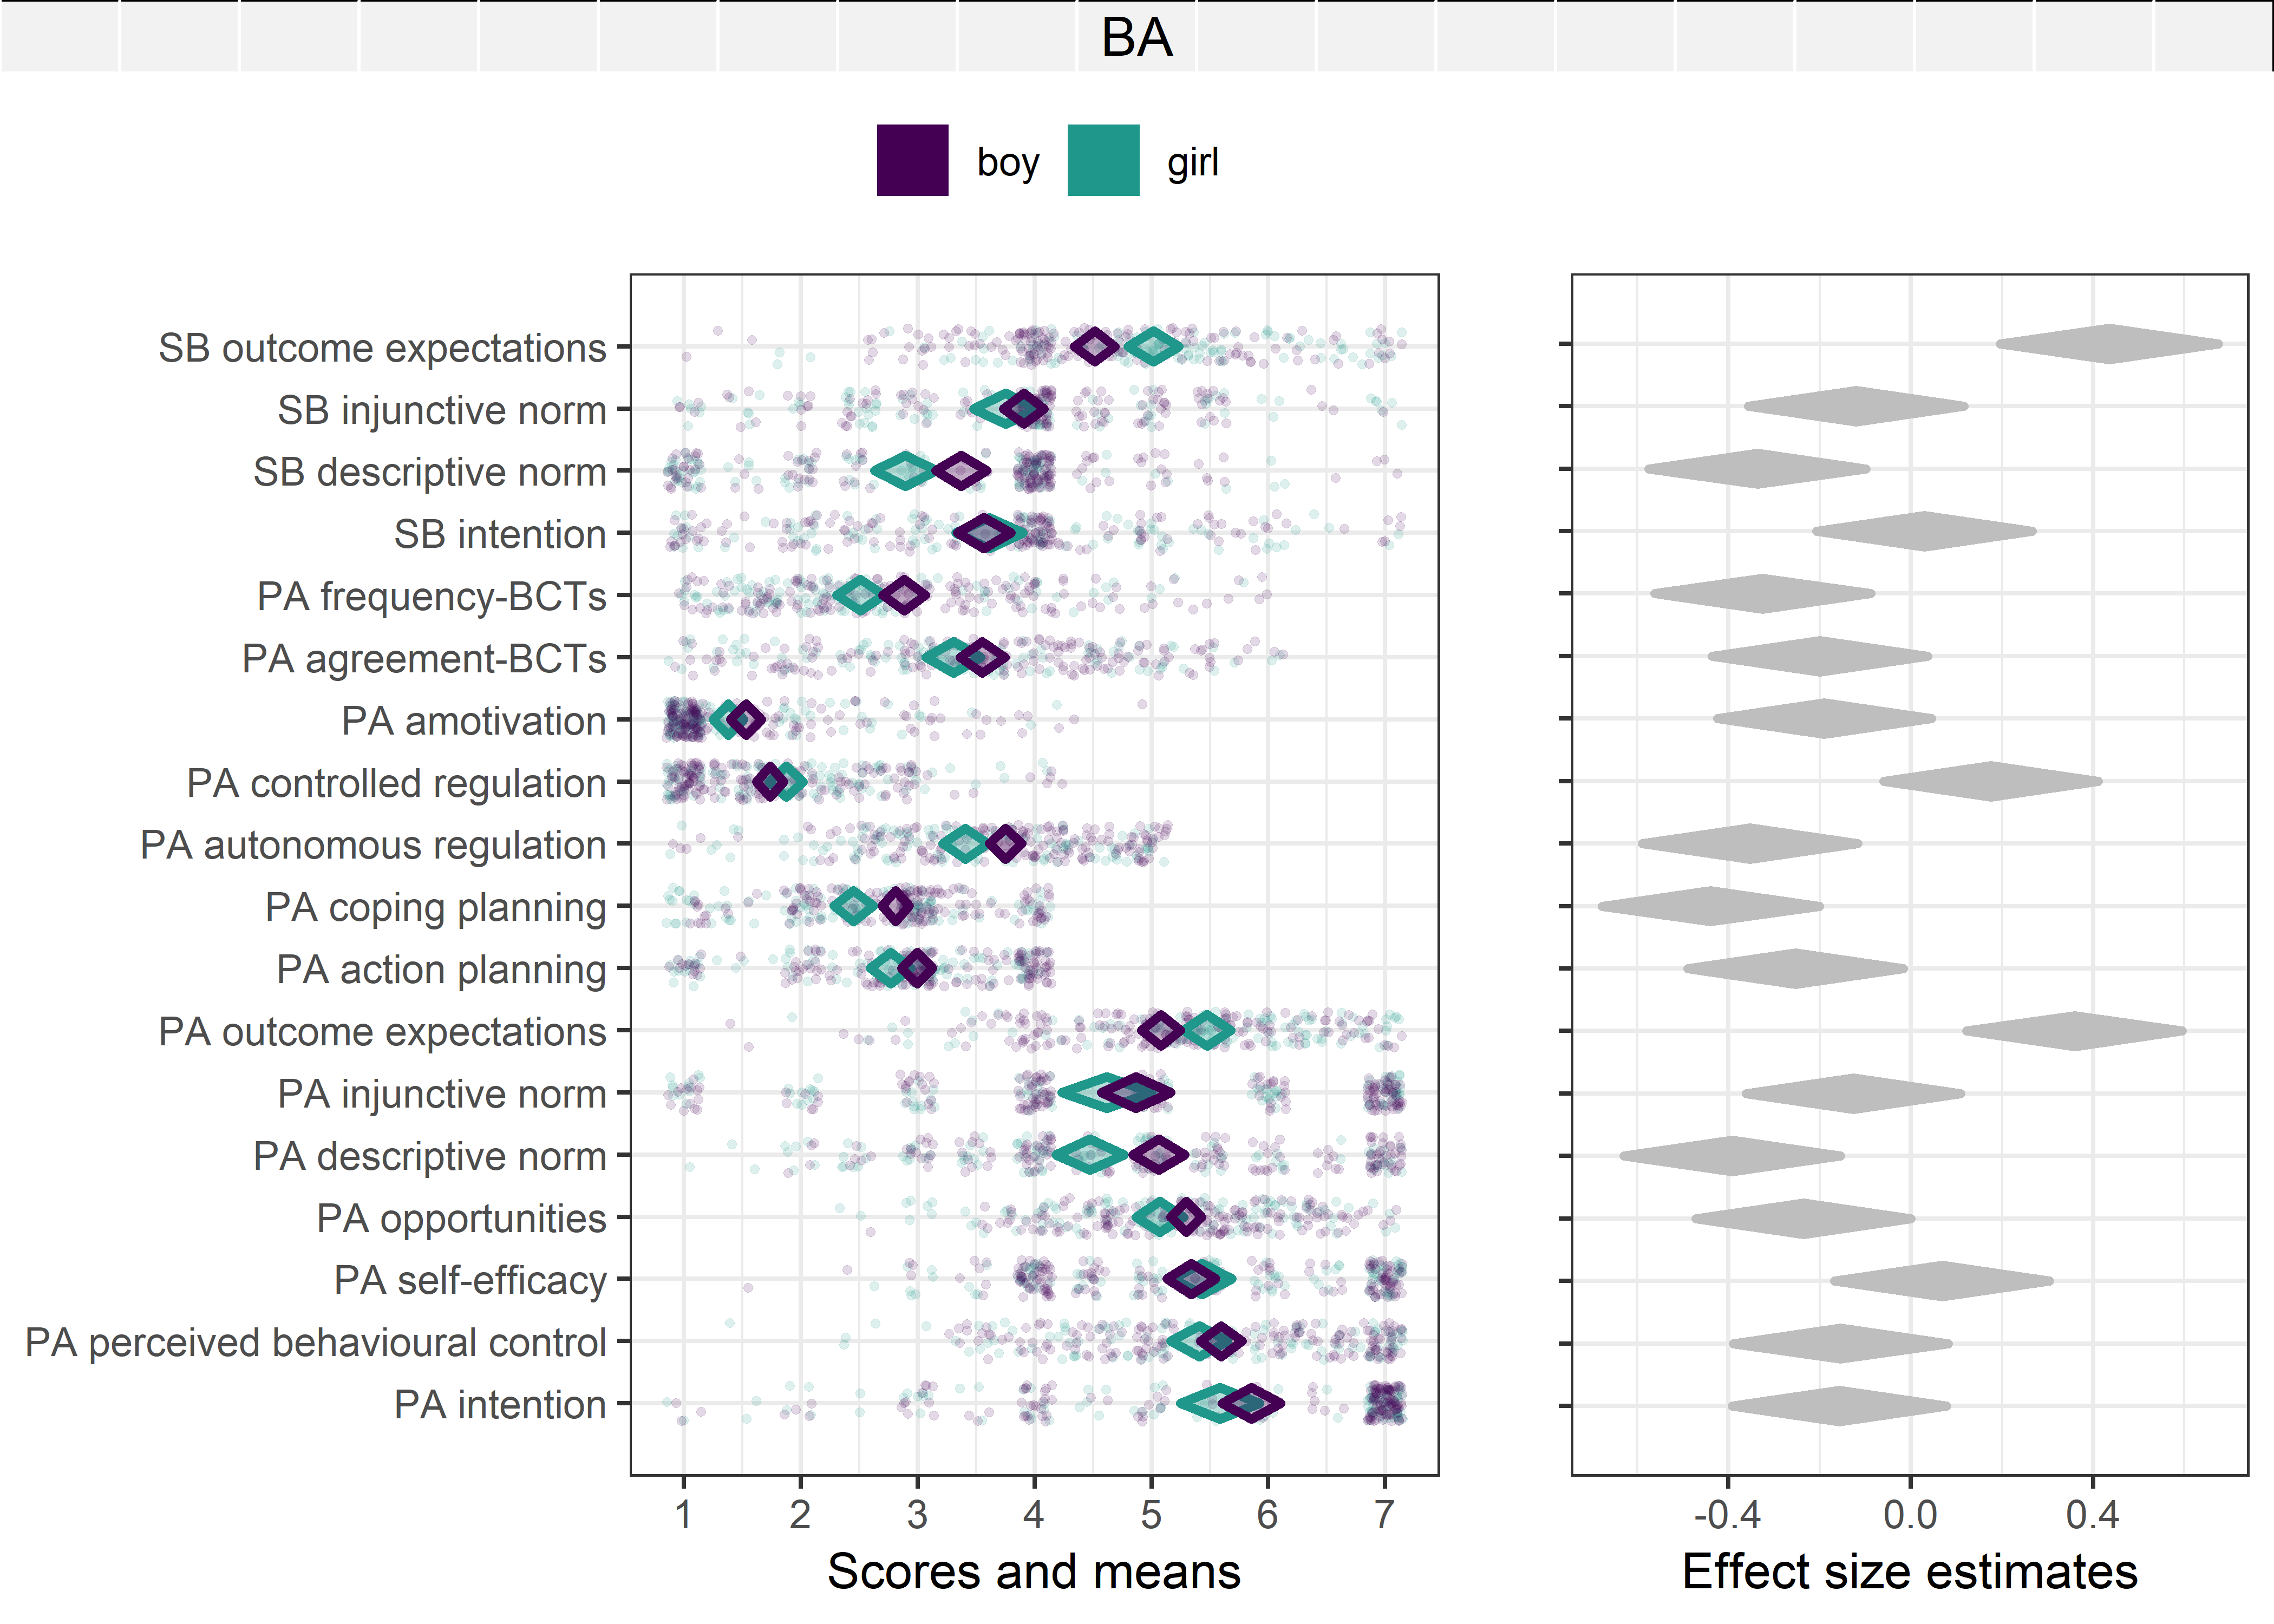 BA
boy girl
SB outcome expectations
SB injunctive norm
SB descriptive norm
SB intention
PA frequency-BCTs
PA agreement-BCTs
PA amotivation
PA controlled regulation
PA autonomous regulation
PA coping planning
PA action planning
PA outcome expectations
PA injunctive norm
PA descriptive norm
PA opportunities
PA self-efficacy
PA perceived behavioural control
PA intention
1 2 3 4 5 6 7
-0.4 0.0 0.4
Scores and means
Effect size estimates